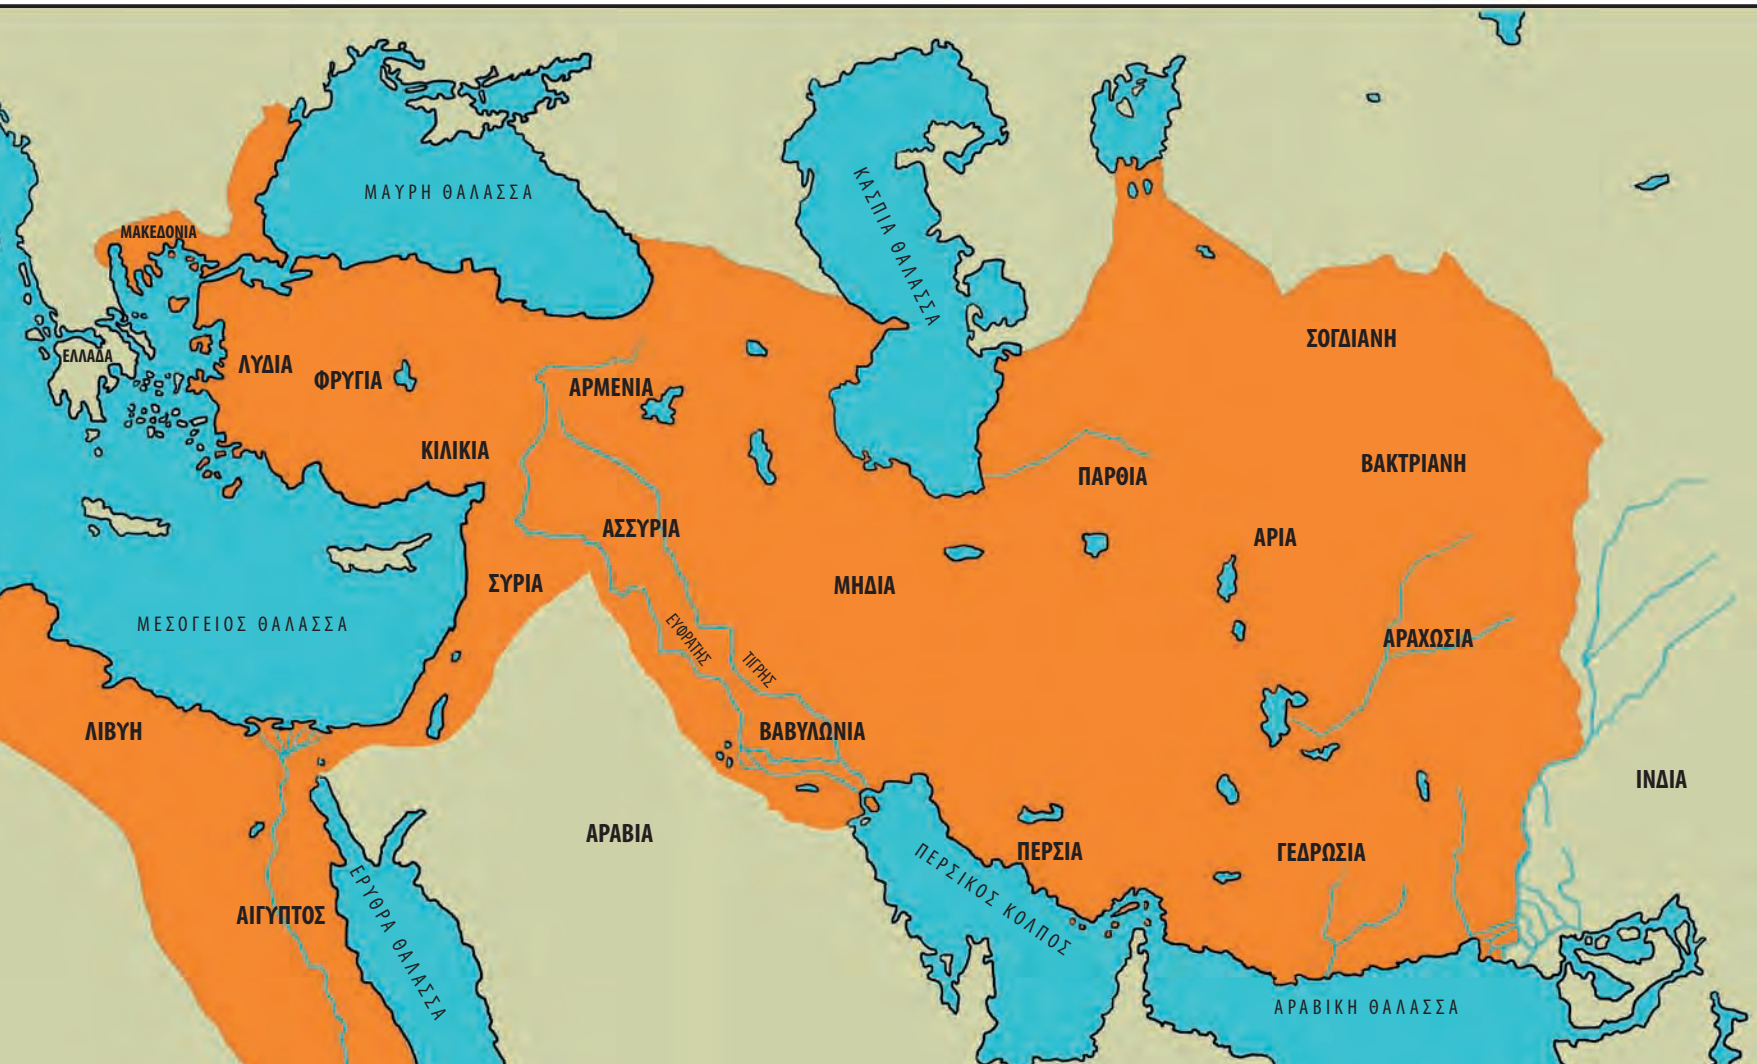 ΜΑΥΡΗ ΘΑΛΑΣΣΑ
ΚΑΣΠΙΑ ΘΑΛΑΣΣΑ
ΜΑΚΕΔΟΝΙΑ
ΣΟΓΔΙΑΝΗ
ΕΛΛΑΔΑ
ΛΥΔΙΑ
ΦΡΥΓΙΑ
ΑΡΜΕΝΙΑ
ΚΙΛΙΚΙΑ
ΒΑΚΤΡΙΑΝΗ
ΠΑΡΘΙΑ
ΑΣΣΥΡΙΑ
ΑΡΙΑ
ΣΥΡΙΑ
ΜΗΔΙΑ
ΜΕΣΟΓΕΙΟΣ ΘΑΛΑΣΣΑ
ΕΥΦΡΑΤΗΣ
ΤΙΓΡΗΣ
ΑΡΑΧΩΣΙΑ
ΛΙΒΥΗ
ΒΑΒΥΛΩΝΙΑ
ΙΝΔΙΑ
ΑΡΑΒΙΑ
ΠΕΡΣΙΑ
ΓΕΔΡΩΣΙΑ
ΠΕΡΣΙΚΟΣ ΚΟΛΠΟΣ
ΑΙΓΥΠΤΟΣ
ΕΡΥΘΡΑ ΘΑΛΑΣΣΑ
ΑΡΑΒΙΚΗ ΘΑΛΑΣΣΑ